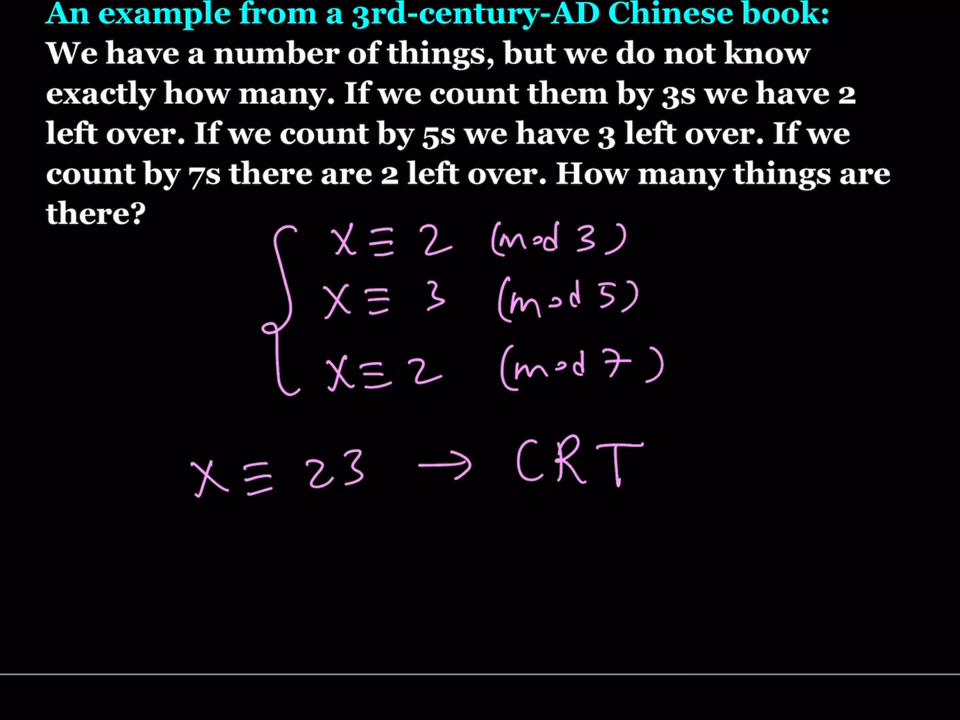 An example from a 3rd-century-AD Chinese book:
We have a number of things, but we do not know
exactly how many. If we count them by 3s we have 2
left over. If we count by 5s we have 3 left over. If we
count by 7s there are 2 left over. How many things are
there?
x ≡ 2 (mod 3)
x ≡ 3 (mod 5)
x ≡ 2 (mod 7)
x ≡ 23 → CRT